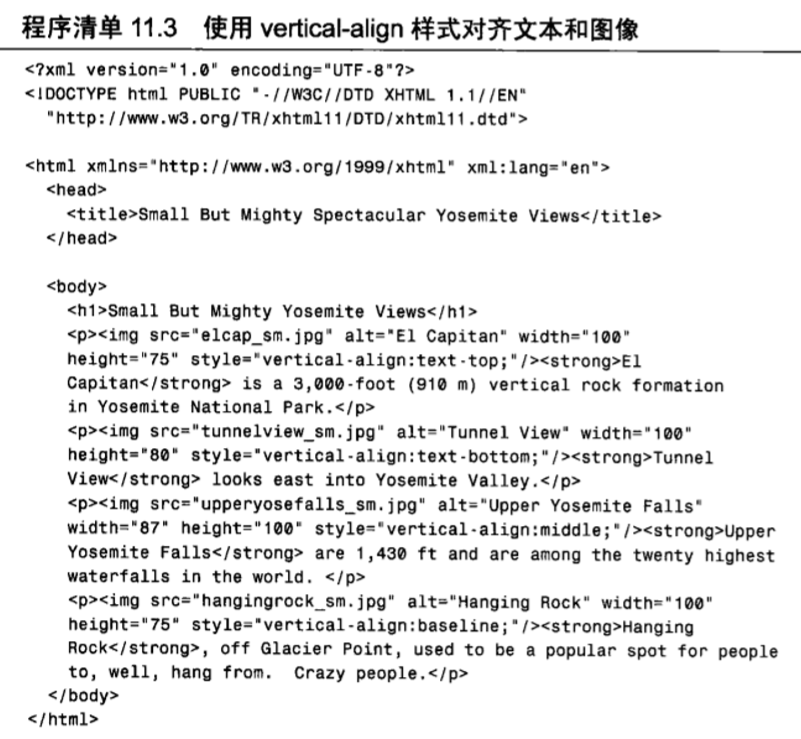 程序清单 11.3 使用 vertical-align 样式对齐文本和图像
<?xml version="1.0" encoding="UTF-8"?>
<!DOCTYPE html PUBLIC "-//W3C//DTD XHTML 1.1//EN"
"http://www.w3.org/TR/xhtml11/DTD/xhtml11.dtd">
<html xmlns="http://www.w3.org/1999/xhtml" xml:lang="en">
<head>
<title>Small But Mighty Spectacular Yosemite Views</title>
</head>
<body>
<h1>Small But Mighty Yosemite Views</h1>
<p><img src="elcap_sm.jpg" alt="El Capitan" width="100"
height="75" style="vertical-align:text-top;"/><strong>El
Capitan</strong> is a 3,000-foot (910 m) vertical rock formation
in Yosemite National Park.</p>
<p><img src="tunnelview_sm.jpg" alt="Tunnel View" width="100"
height="80" style="vertical-align:text-bottom;"/><strong>Tunnel
View</strong> looks east into Yosemite Valley.</p>
<p><img src="upperyosefalls_sm.jpg" alt="Upper Yosemite Falls"
width="87" height="100" style="vertical-align:middle;"/><strong>Upper
Yosemite Falls</strong> are 1,430 ft and are among the twenty highest
waterfalls in the world. </p>
<p><img src="hangingrock_sm.jpg" alt="Hanging Rock" width="100"
height="75" style="vertical-align:baseline;"/><strong>Hanging
Rock</strong>, off Glacier Point, used to be a popular spot for people
to, well, hang from.  Crazy people.</p>
</body>
</html>